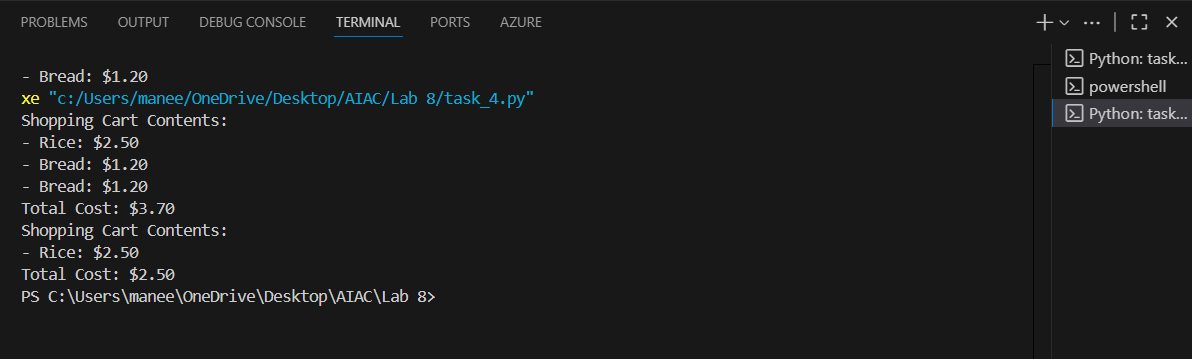 PROBLEMS OUTPUT DEBUG CONSOLE TERMINAL PORTS AZURE
- Bread: $1.20
xe "c:/Users/manee/OneDrive/Desktop/AIAC/Lab 8/task_4.py"
Shopping Cart Contents:
- Rice: $2.50
- Bread: $1.20
- Bread: $1.20
Total Cost: $3.70
Shopping Cart Contents:
- Rice: $2.50
Total Cost: $2.50
PS C:\Users\manee\OneDrive\Desktop\AIAC\Lab 8>
Python: task...
powershell
Python: task...